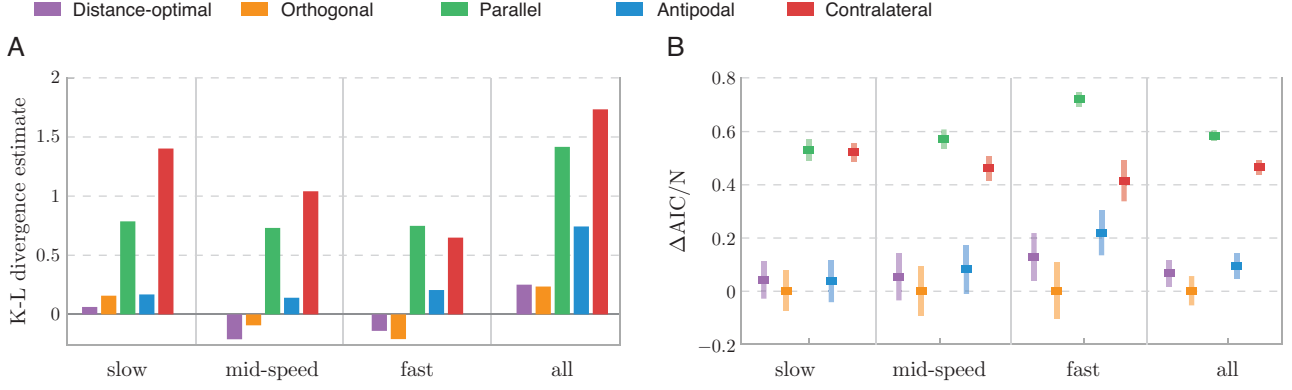 Distance-optimal Orthogonal Parallel Antipodal Contralateral
A
K-L divergence estimate
2
1.5
1
0.5
0
slow mid-speed fast all
B
ΔAIC/N
0.8
0.6
0.4
0.2
0
−0.2
slow mid-speed fast all